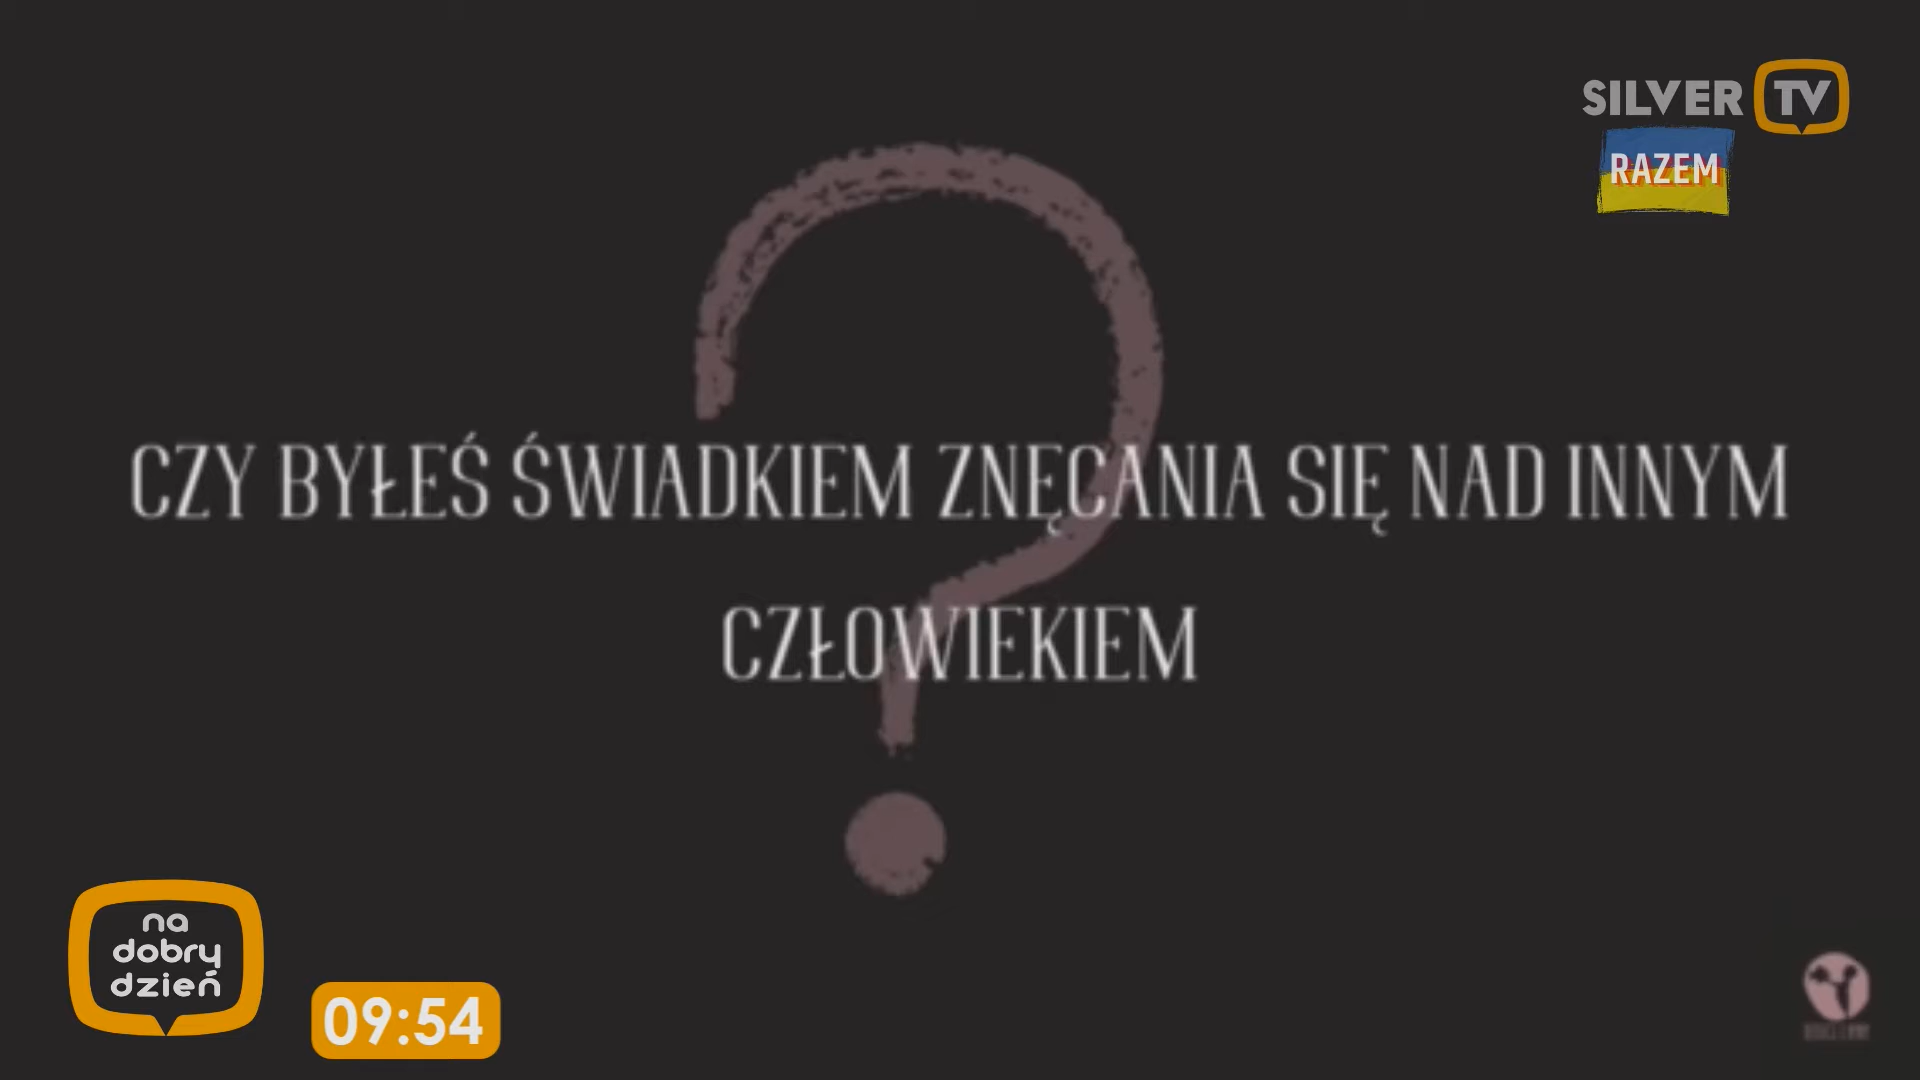 SILVER TV
RAZEM
CZY BYŁEŚ ŚWIADKIEM ZNĘCANIA SIĘ NAD INNYM
CZŁOWIEKIEM
na
dobry
dzień
09:54